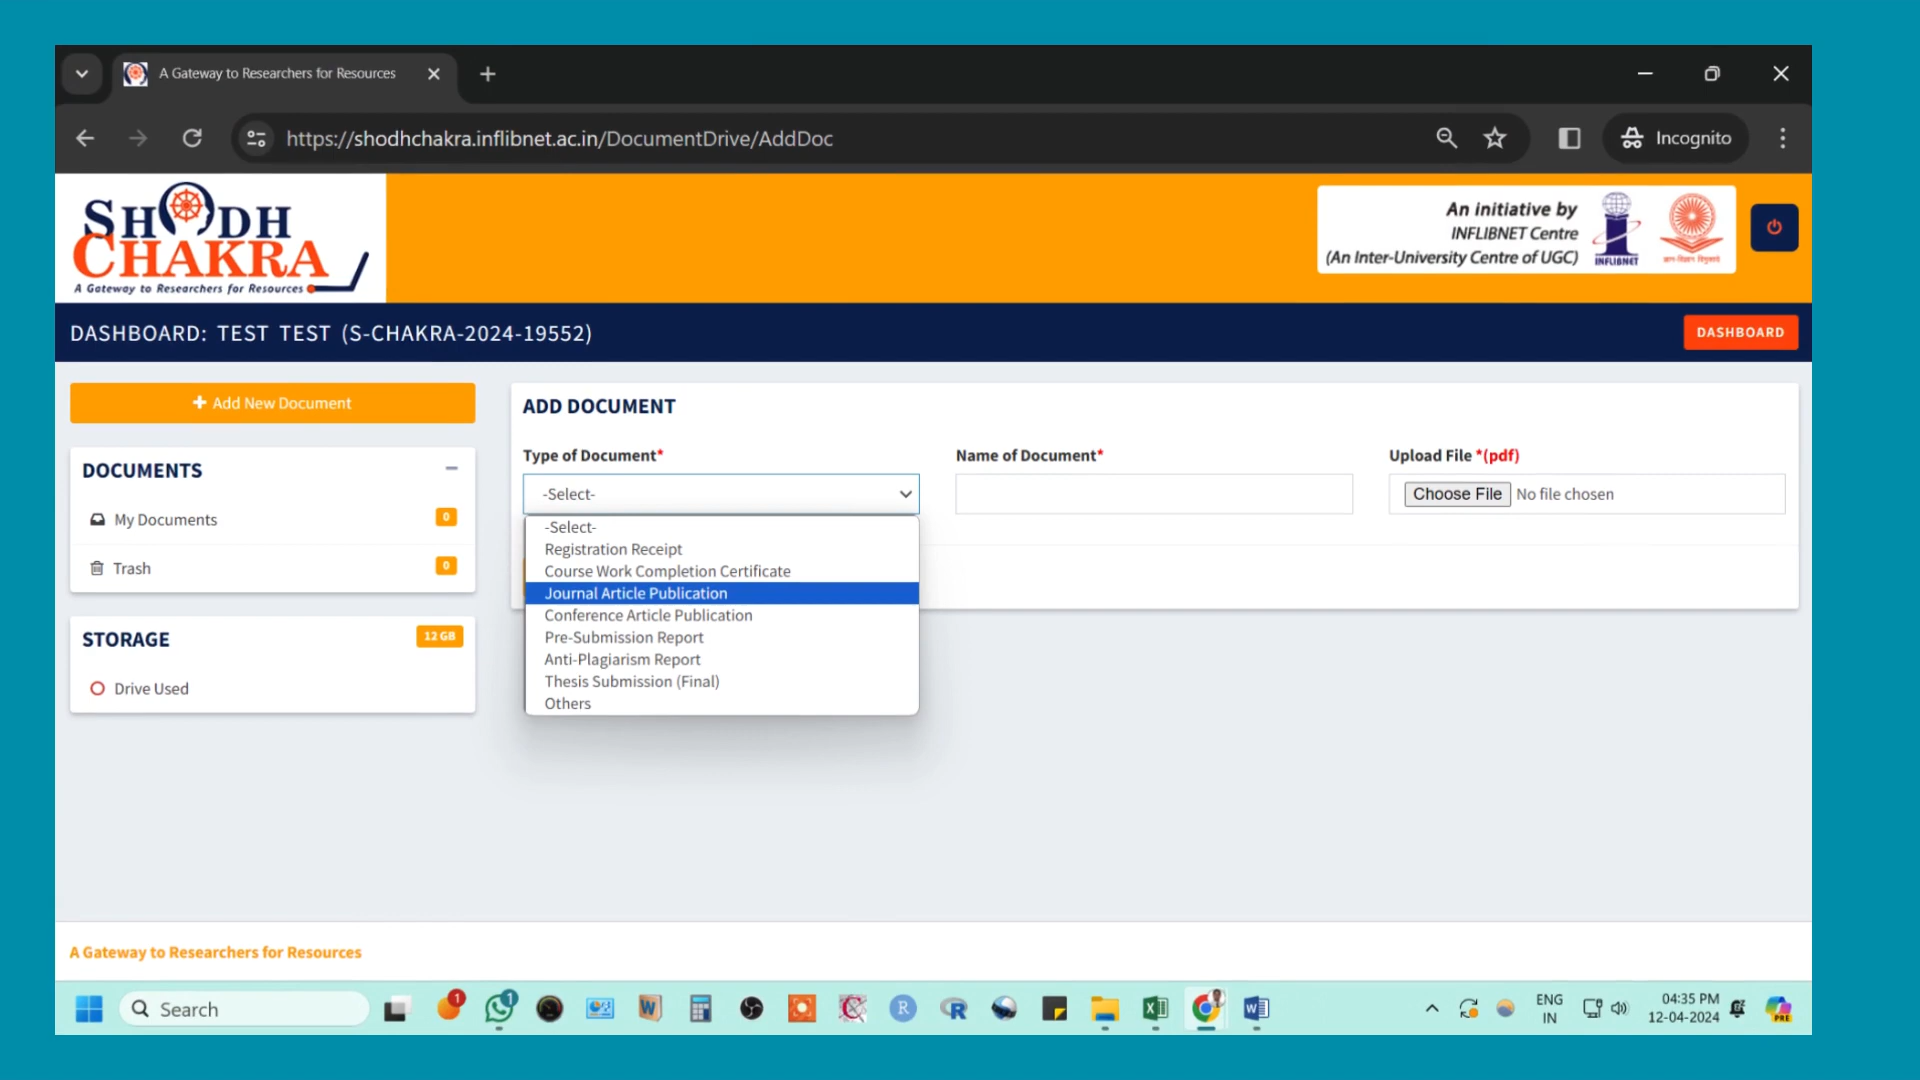 A Gateway to Researchers for Resources
https://shodhchakra.inflibnet.ac.in/DocumentDrive/AddDoc
Incognito
SHODH
CHAKRA
A Gateway to Researchers for Resources
An initiative by
INFLIBNET Centre
(An Inter-University Centre of UGC)
INFLIBNET
DASHBOARD: TEST TEST (S-CHAKRA-2024-19552)
DASHBOARD
Add New Document
DOCUMENTS
My Documents 0
Trash 0
STORAGE 12 GB
Drive Used
ADD DOCUMENT
Type of Document* Name of Document* Upload File *(pdf)
-Select- Choose File No file chosen
-Select-
Registration Receipt
Course Work Completion Certificate
Journal Article Publication
Conference Article Publication
Pre-Submission Report
Anti-Plagiarism Report
Thesis Submission (Final)
Others
A Gateway to Researchers for Resources
Search
1
1
ENG
IN
04:35 PM
12-04-2024
PRE